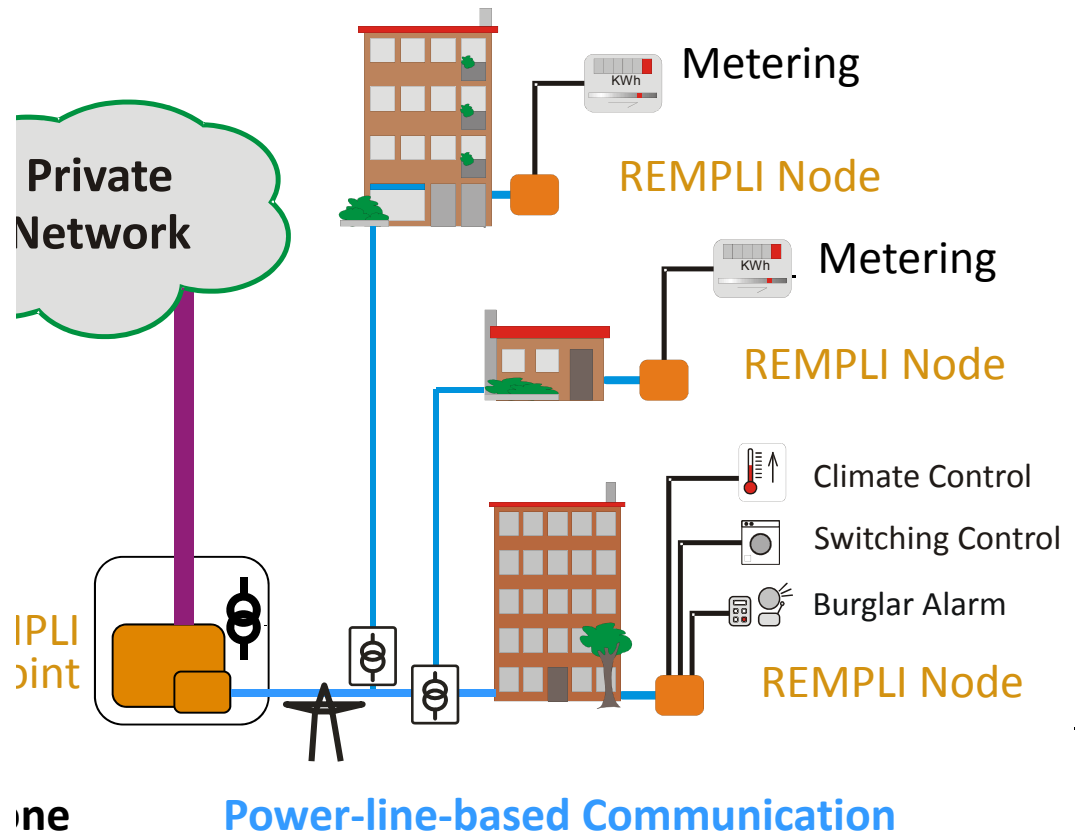 Metering
KWh
Private
Network
REMPLI Node
Metering
KWh
REMPLI Node
Climate Control
Switching Control
Burglar Alarm
REMPLI Node
Power-line-based Communication